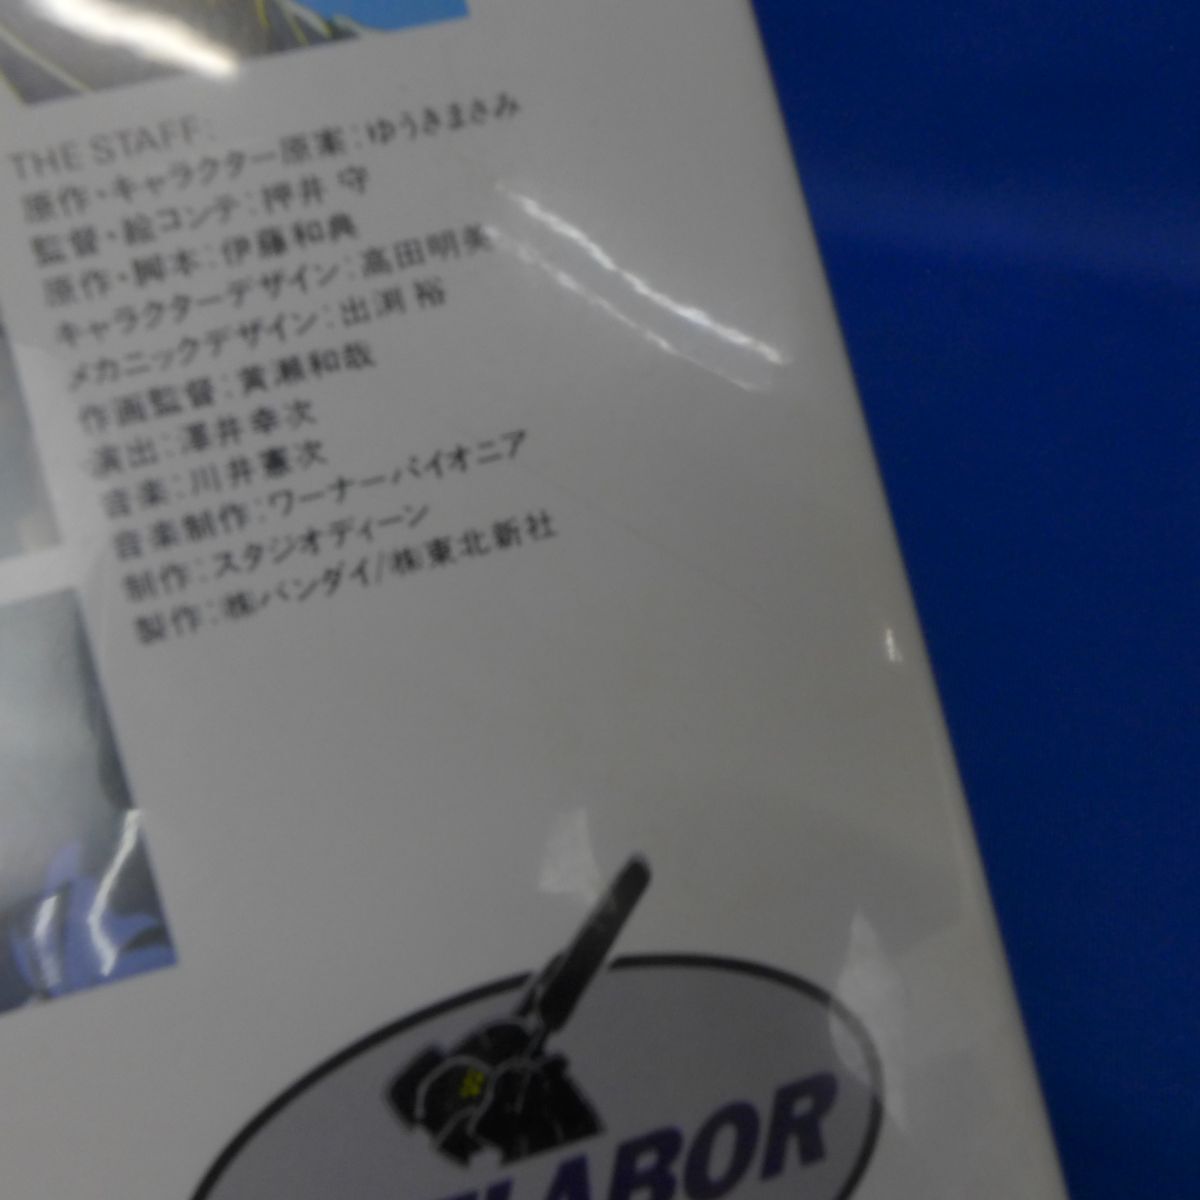 THE STAFF:
原作・キャラクター原案：ゆうきまさみ
監督・絵コンテ：押井 守
原作・脚本：伊藤和典
キャラクターデザイン：高田明美
メカニックデザイン：出渕 裕
作画監督：黄瀬和哉
演出：澤井幸次
音楽：川井憲次
音楽制作：ワーナーパイオニア
制作：スタジオディーン
製作：㈱バンダイ/㈱東北新社
LABOR